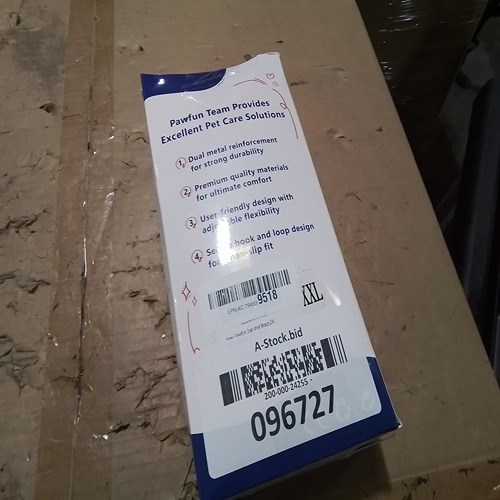 Pawfun Team Provides
Excellent Pet Care Solutions
1. Dual metal reinforcement
for strong durability
2. Premium quality materials
for ultimate comfort
3. User-friendly design with
adjustable flexibility
4. hook and loop design
slip fit
9518
XXL
A-Stock.bid
200-000-24255
096727